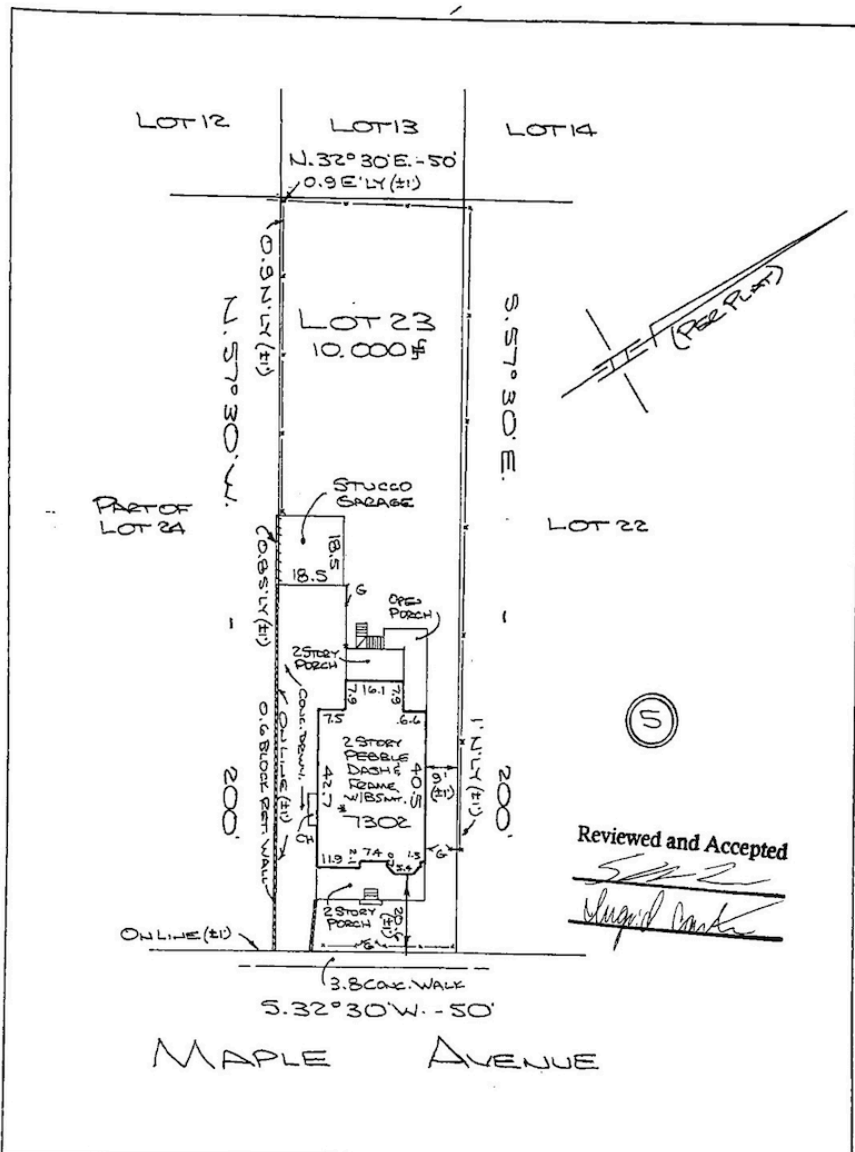 LOT 12
LOT 13
LOT 14
N.32°30'E.-50'
0.9 E'LY (±1')
0.9 N'LY (±1')
N.57°30'W.
-
200'
LOT 23
10.000
S.57°30'E.
-
200'
(PER PLAT)
PART OF
LOT 24
STUCCO
GARAGE
18.5
18.5
G
LOT 22
0.8 S'LY (±1')
OPEN
PORCH
2 STORY
PORCH
CONC. DRWY.
ON LINE (±1')
0.6 BLOCK RET. WALL
7.9
16.1
7.9
7.5
6.6
2 STORY
PEBBLE
DASH &
FRAME
W/BSMT.
#7302
42.7
40.5
9'
(±1')
1' N'LY (±1')
CH
11.9
7.4
5.4
1.5
G
5
2 STORY
PORCH
(±1')
G
ON LINE (±1')
3.8 CONC. WALK
S.32°30'W.-50'
MAPLE AVENUE
Reviewed and Accepted